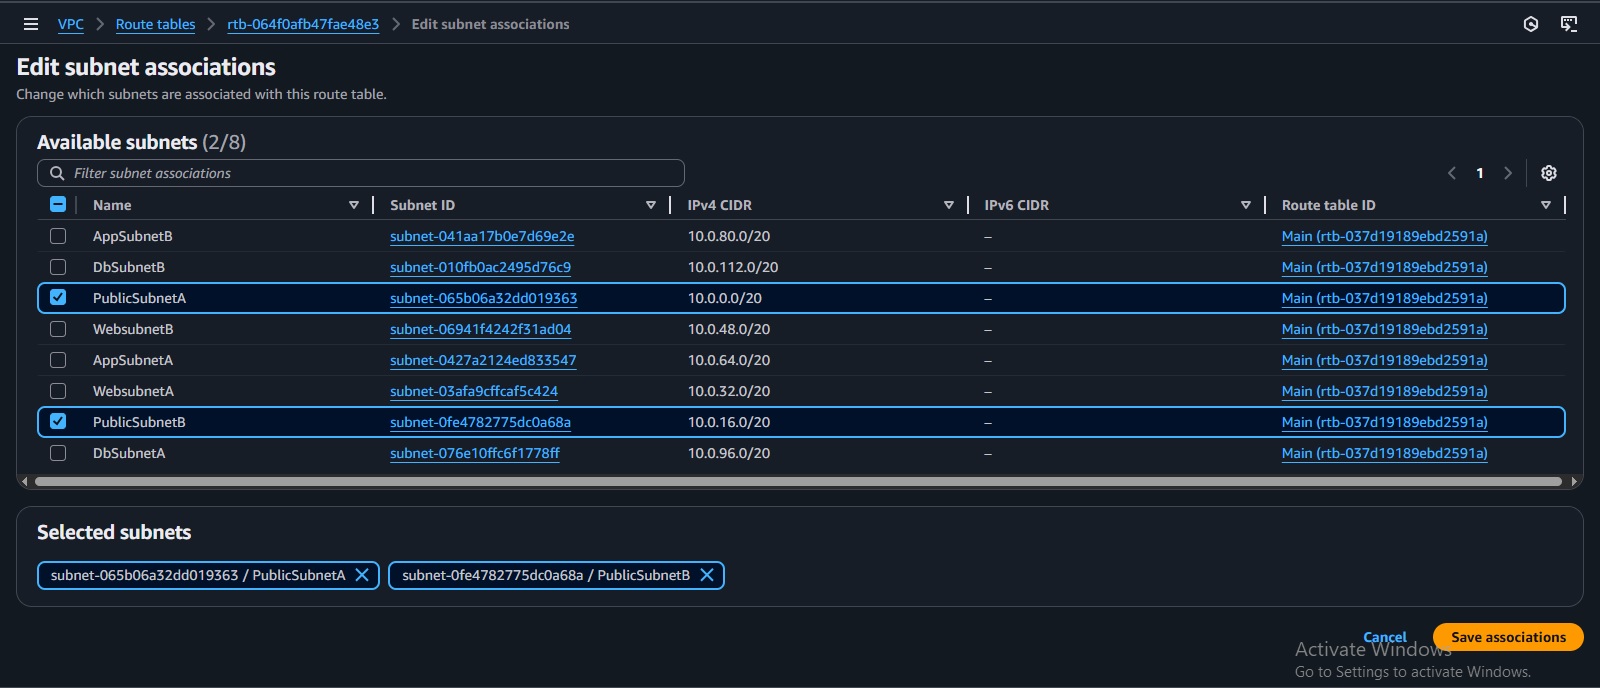 VPC > Route tables > rtb-064f0afb47fae48e3 > Edit subnet associations
Edit subnet associations
Change which subnets are associated with this route table.
Available subnets (2/8)
Filter subnet associations
1
Name Subnet ID IPv4 CIDR IPv6 CIDR Route table ID
AppSubnetB subnet-041aa17b0e7d69e2e 10.0.80.0/20 – Main (rtb-037d19189ebd2591a)
DbSubnetB subnet-010fb0ac2495d76c9 10.0.112.0/20 – Main (rtb-037d19189ebd2591a)
PublicSubnetA subnet-065b06a32dd019363 10.0.0.0/20 – Main (rtb-037d19189ebd2591a)
WebsubnetB subnet-06941f4242f31ad04 10.0.48.0/20 – Main (rtb-037d19189ebd2591a)
AppSubnetA subnet-0427a2124ed833547 10.0.64.0/20 – Main (rtb-037d19189ebd2591a)
WebsubnetA subnet-03afa9cffcaf5c424 10.0.32.0/20 – Main (rtb-037d19189ebd2591a)
PublicSubnetB subnet-0fe4782775dc0a68a 10.0.16.0/20 – Main (rtb-037d19189ebd2591a)
DbSubnetA subnet-076e10ffc6f1778ff 10.0.96.0/20 – Main (rtb-037d19189ebd2591a)
Selected subnets
subnet-065b06a32dd019363 / PublicSubnetA subnet-0fe4782775dc0a68a / PublicSubnetB
Cancel Save associations
Activate Windows
Go to Settings to activate Windows.